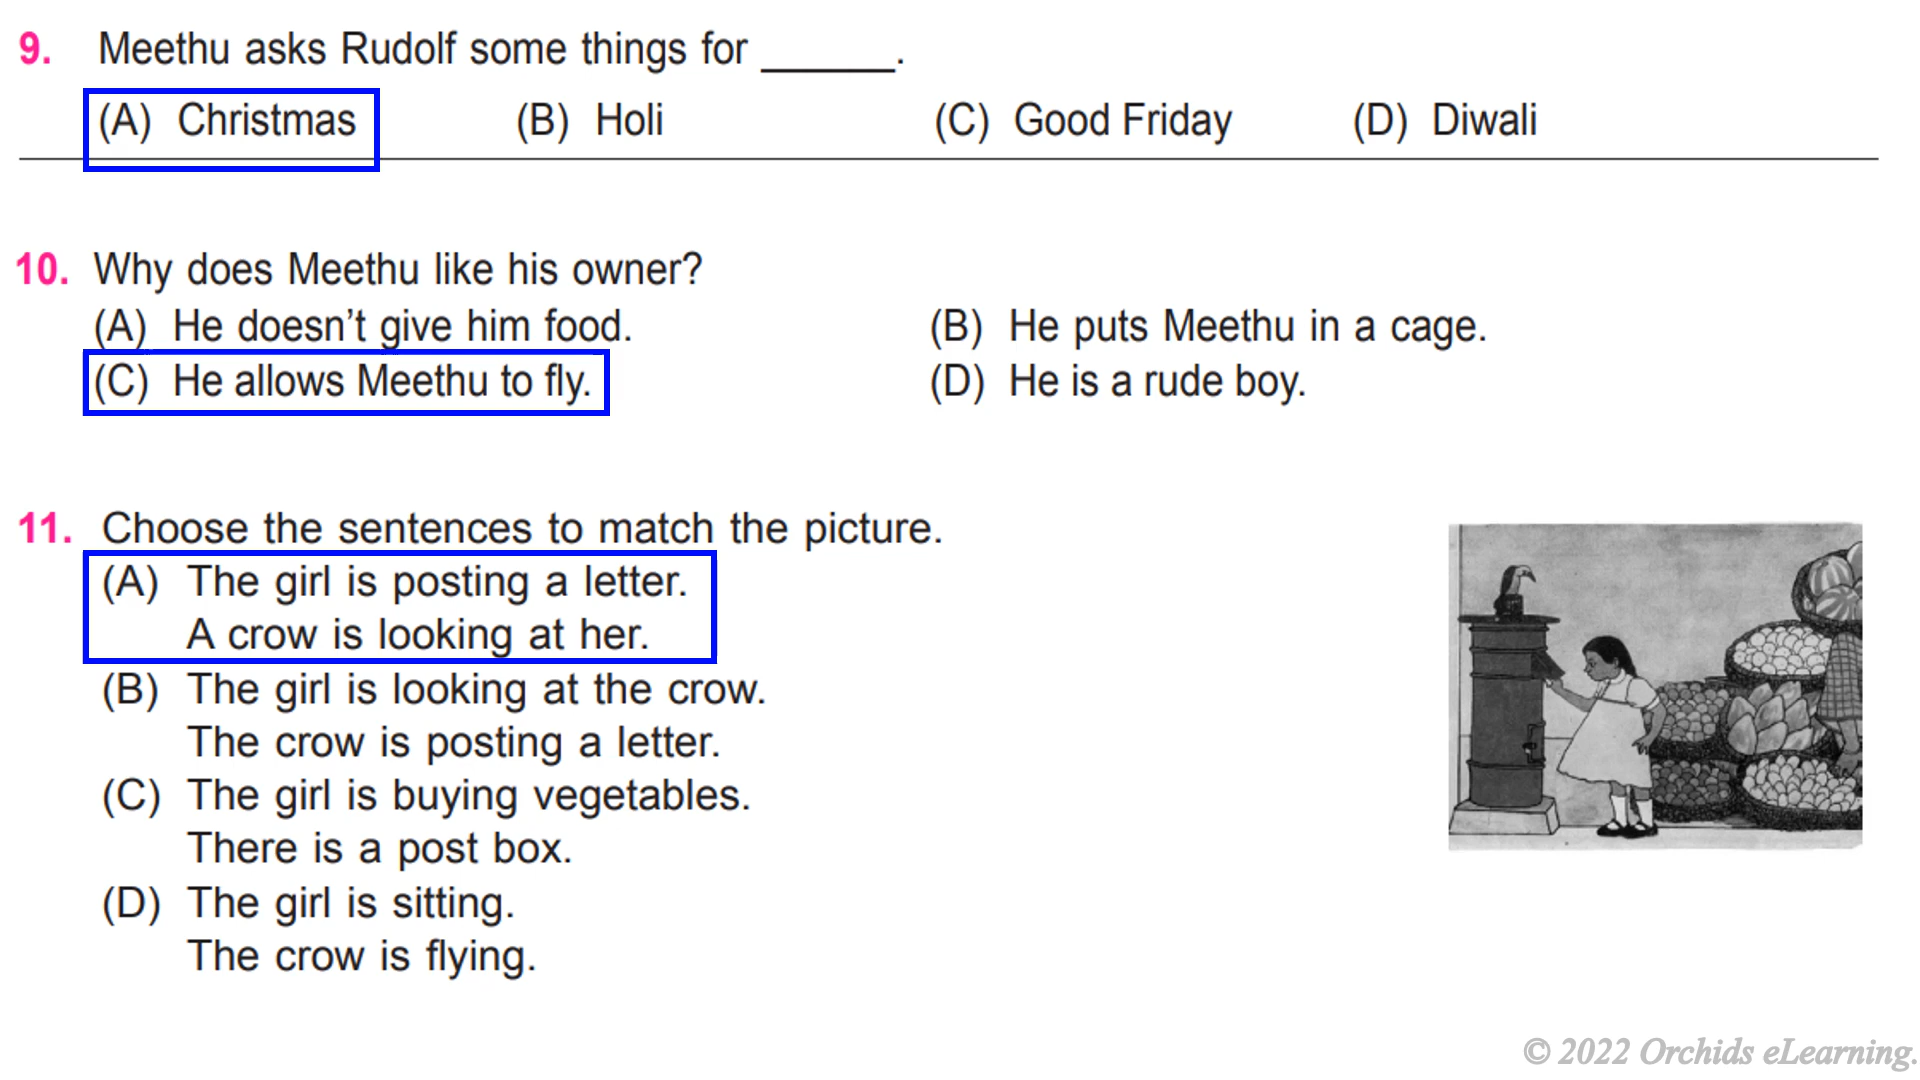 9. Meethu asks Rudolf some things for ______.
(A) Christmas (B) Holi (C) Good Friday (D) Diwali
10. Why does Meethu like his owner?
(A) He doesn't give him food. (B) He puts Meethu in a cage.
(C) He allows Meethu to fly. (D) He is a rude boy.
11. Choose the sentences to match the picture.
(A) The girl is posting a letter.
A crow is looking at her.
(B) The girl is looking at the crow.
The crow is posting a letter.
(C) The girl is buying vegetables.
There is a post box.
(D) The girl is sitting.
The crow is flying.
© 2022 Orchids eLearning.